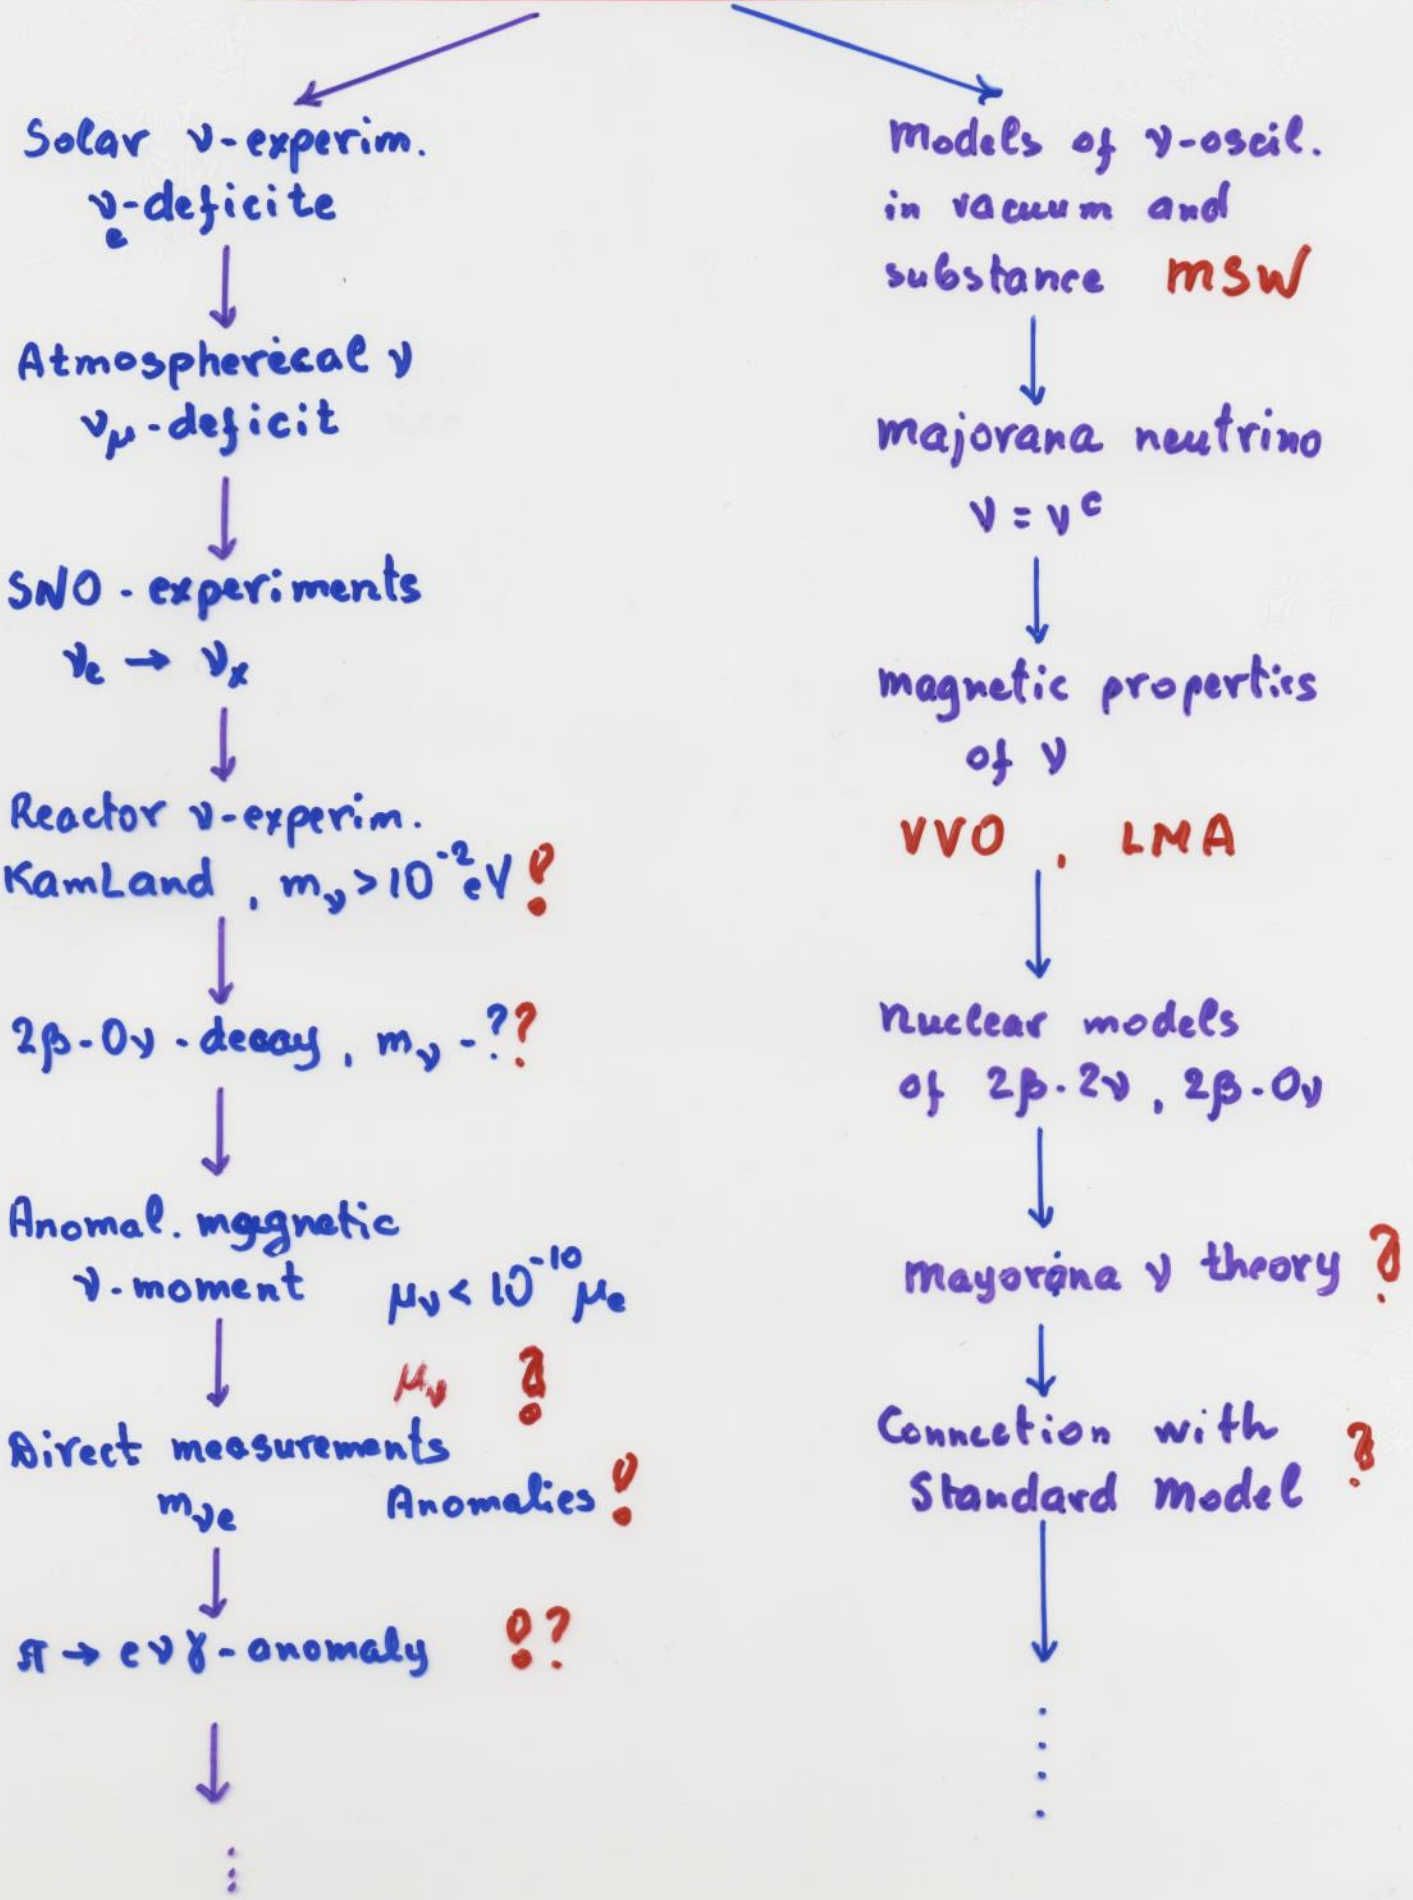 Solar ν-experim.
νe-deficite
Atmospherical ν
νμ-deficit
SNO-experiments
νe → νx
Reactor ν-experim.
KamLand, mν > 10⁻² eV !
2β-0ν-decay, mν -??
Anomal. magnetic
ν-moment μν < 10⁻¹⁰ μe
μν ?
Direct measurements
mνe Anomalies !
π → eνγ-anomaly !?
Models of ν-oscil.
in vacuum and
substance MSW
majorana neutrino
ν = νᶜ
magnetic properties
of ν
VVO, LMA
Nuclear models
of 2β-2ν, 2β-0ν
Mayorana ν theory ?
Connection with
Standard Model ?